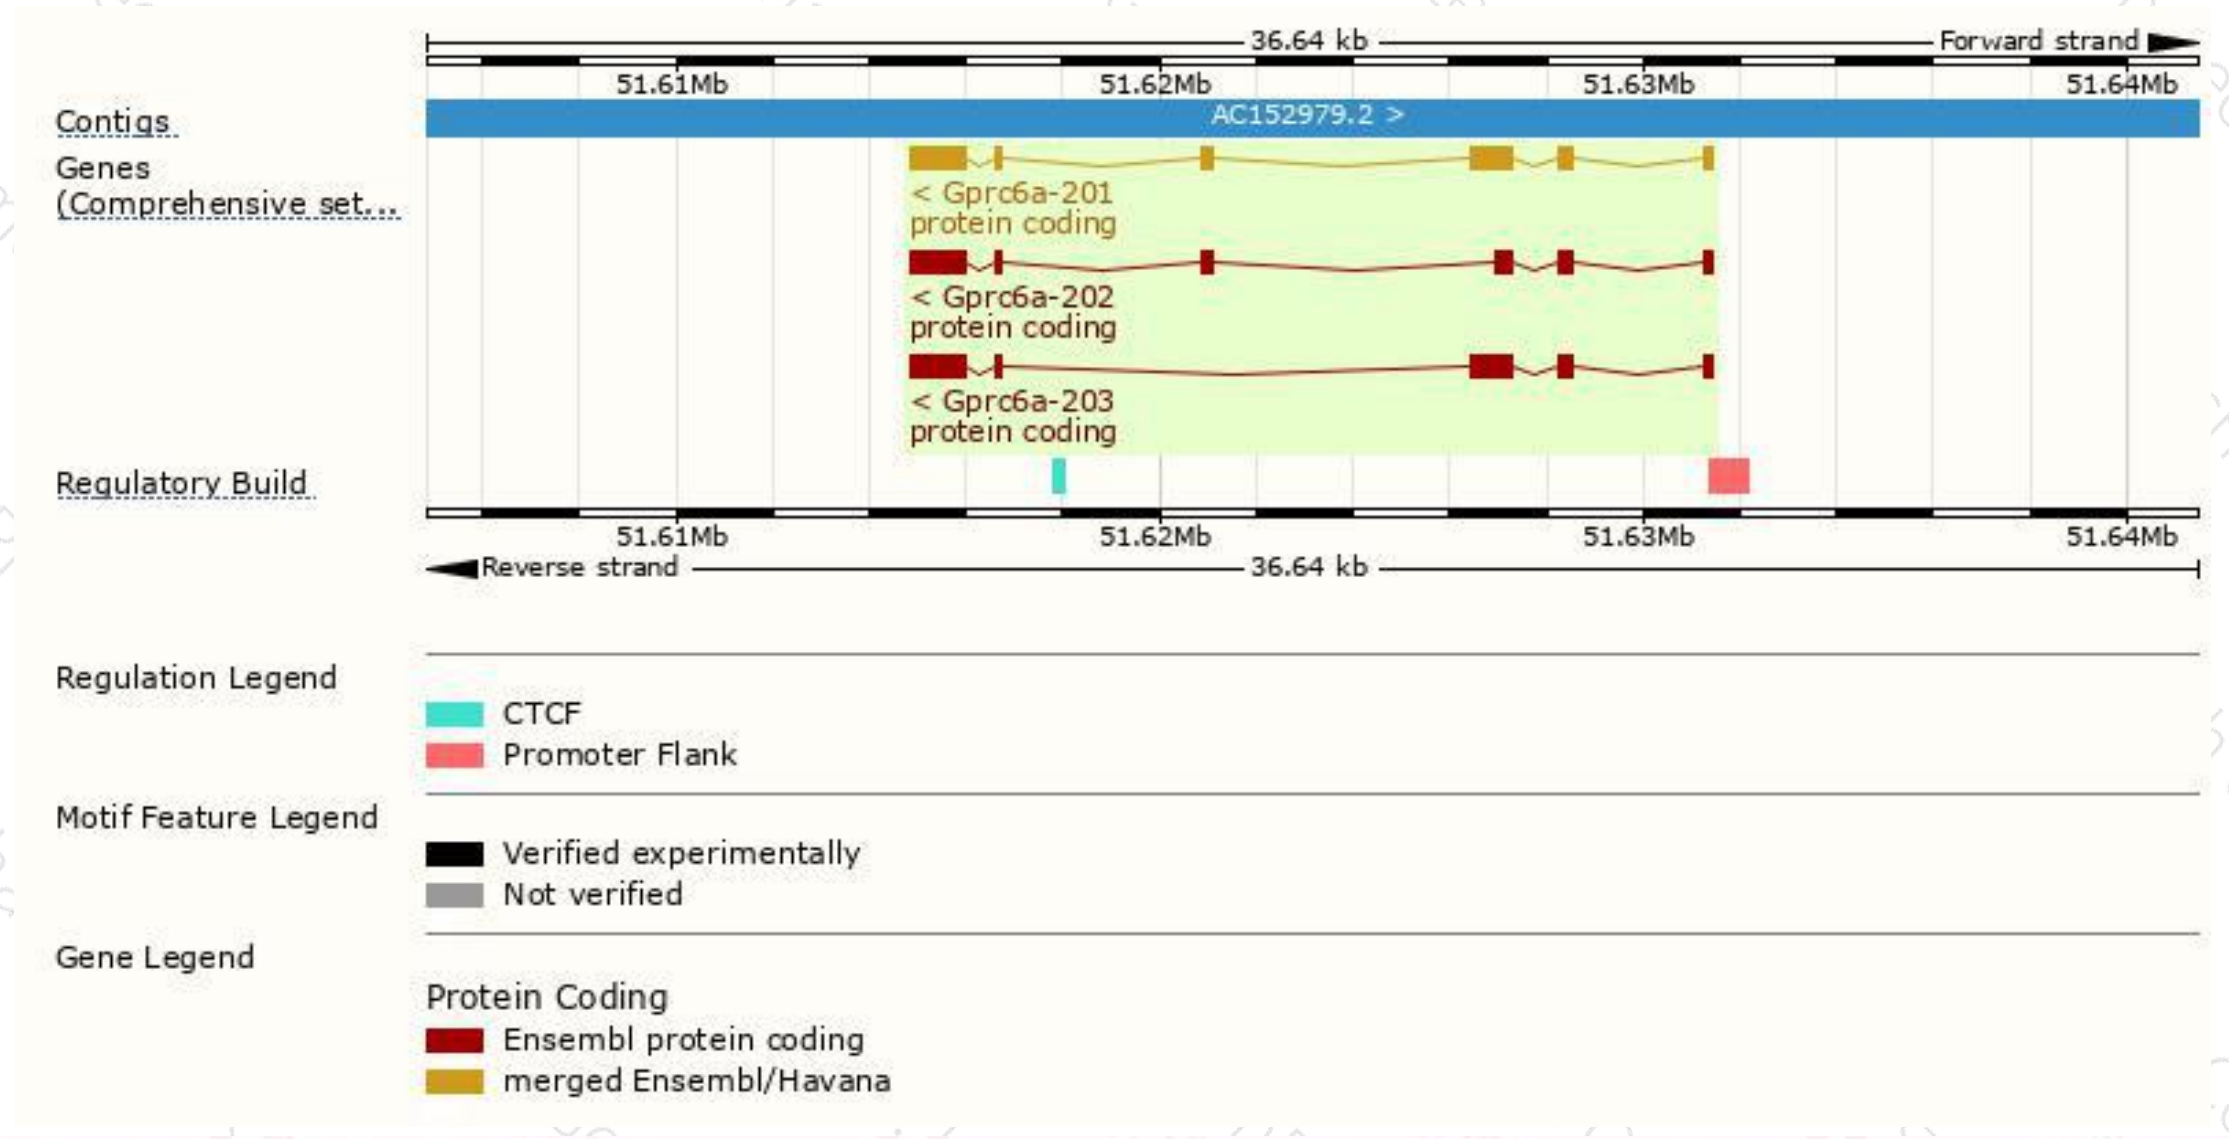 36.64 kb Forward strand
51.61Mb 51.62Mb 51.63Mb 51.64Mb
Contigs AC152979.2 >
Genes
(Comprehensive set...
< Gprc6a-201
protein coding
< Gprc6a-202
protein coding
< Gprc6a-203
protein coding
Regulatory Build
51.61Mb 51.62Mb 51.63Mb 51.64Mb
Reverse strand 36.64 kb
Regulation Legend
CTCF
Promoter Flank
Motif Feature Legend
Verified experimentally
Not verified
Gene Legend
Protein Coding
Ensembl protein coding
merged Ensembl/Havana